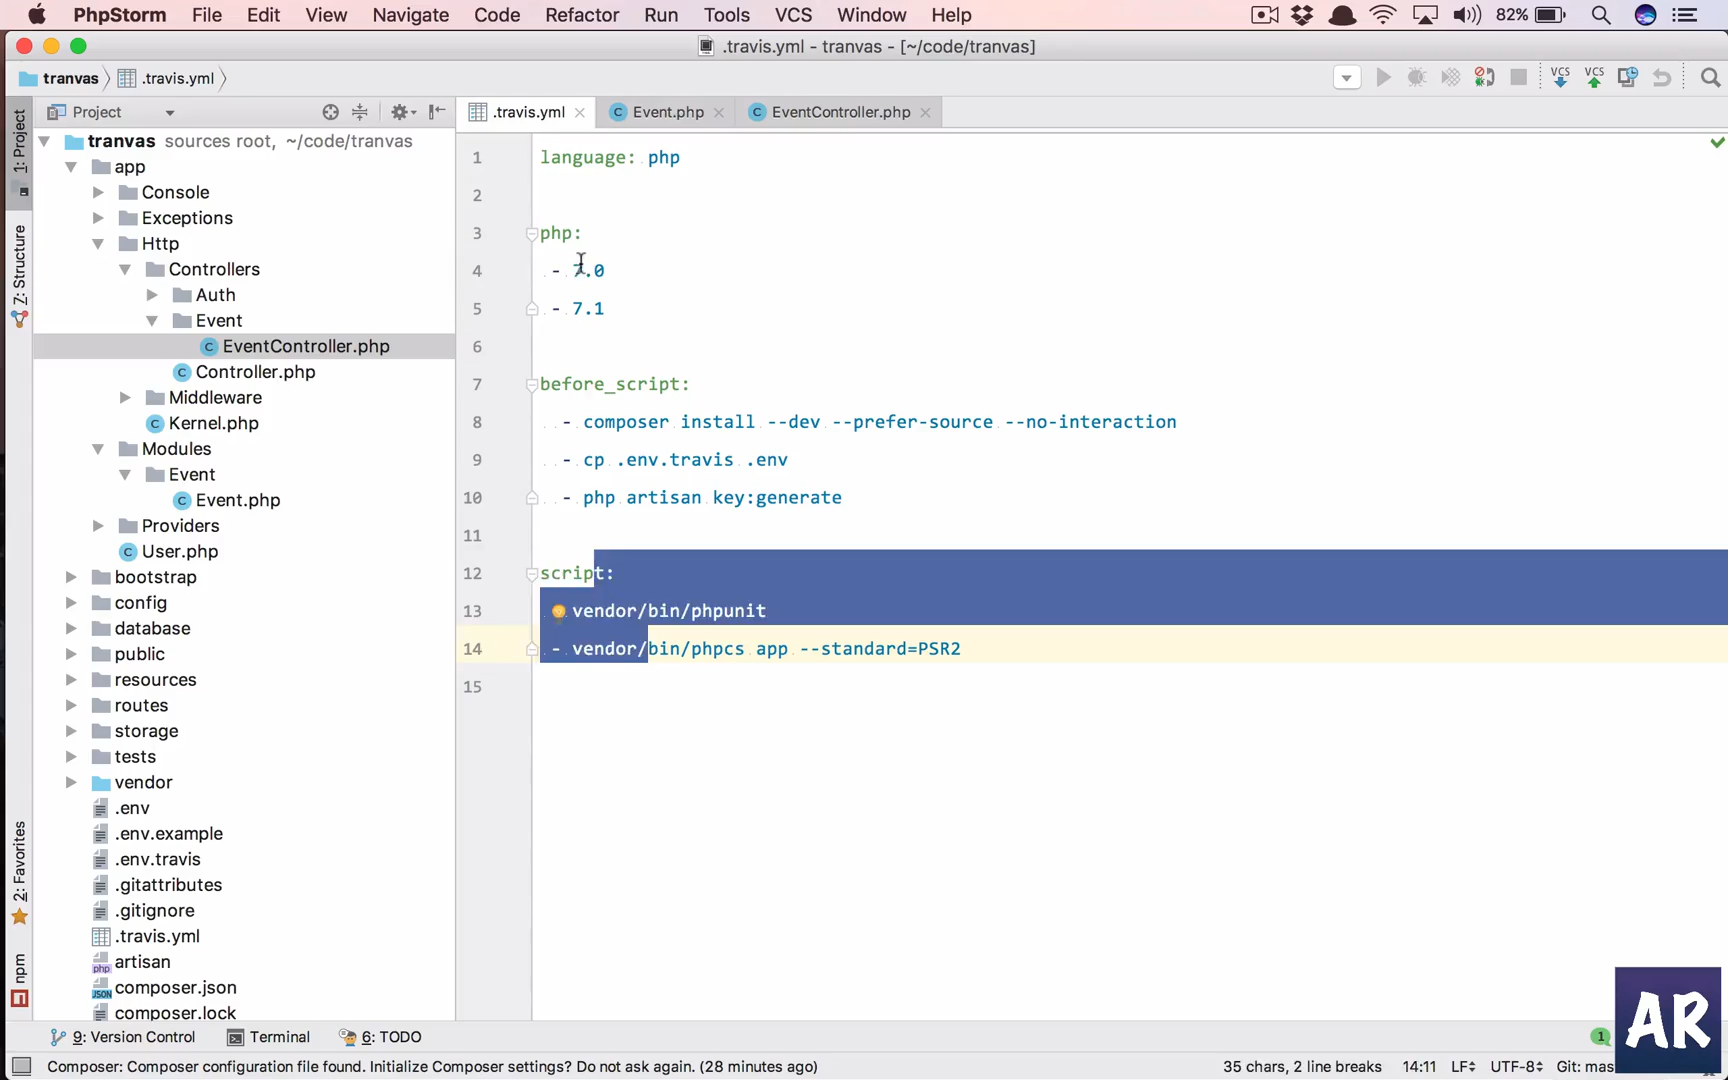 PhpStorm File Edit View Navigate Code Refactor Run Tools VCS Window Help 82%
.travis.yml - tranvas - [~/code/tranvas]
tranvas .travis.yml VCS VCS
Project .travis.yml Event.php EventController.php
1: Project
7: Structure
2: Favorites
npm
tranvas sources root, ~/code/tranvas
app
Console
Exceptions
Http
Controllers
Auth
Event
EventController.php
Controller.php
Middleware
Kernel.php
Modules
Event
Event.php
Providers
User.php
bootstrap
config
database
public
resources
routes
storage
tests
vendor
.env
.env.example
.env.travis
.gitattributes
.gitignore
.travis.yml
php artisan
JSON composer.json
composer.lock
1 language: php
2
3 php:
4 - 7.0
5 - 7.1
6
7 before_script:
8 - composer install --dev --prefer-source --no-interaction
9 - cp .env.travis .env
10 - php artisan key:generate
11
12 script:
13 vendor/bin/phpunit
14 - vendor/bin/phpcs app --standard=PSR2
15
9: Version Control Terminal 6: TODO 1
Composer: Composer configuration file found. Initialize Composer settings? Do not ask again. (28 minutes ago) 35 chars, 2 line breaks 14:11 LF UTF-8 Git: mas
AR